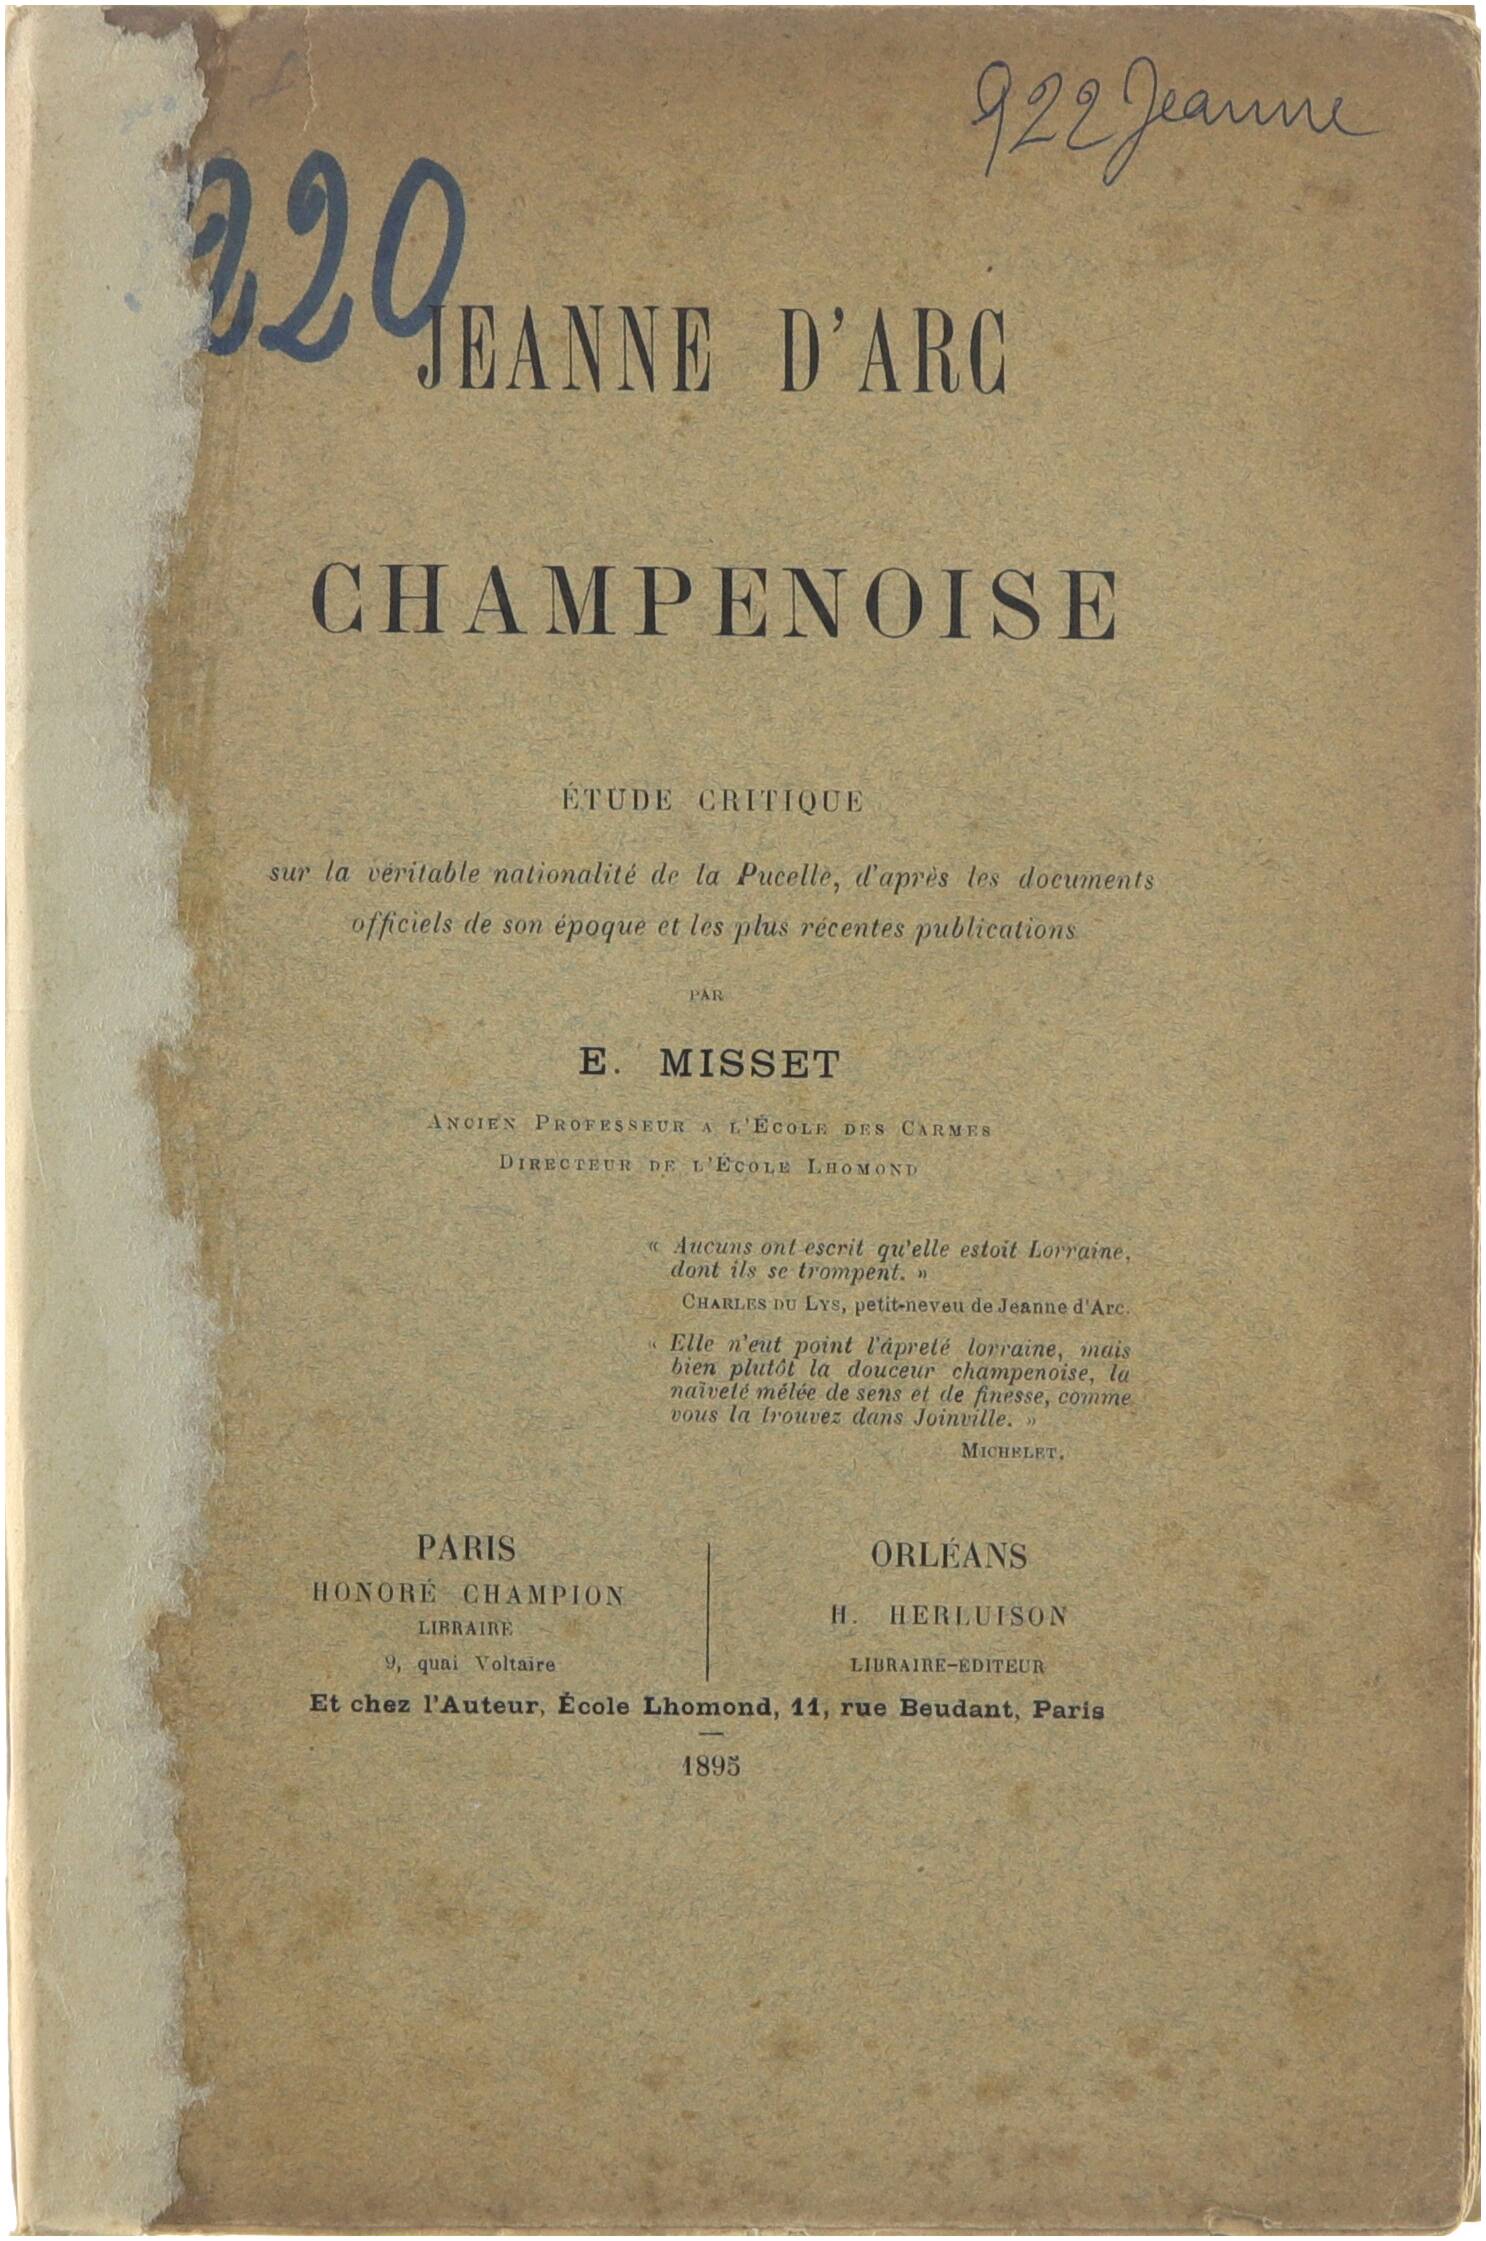 922 Jeanne
220
JEANNE D'ARC
CHAMPENOISE
ÉTUDE CRITIQUE
sur la véritable nationalité de la Pucelle, d'après les documents
officiels de son époque et les plus récentes publications
PAR
E. MISSET
ANCIEN PROFESSEUR A L'ÉCOLE DES CARMES
DIRECTEUR DE L'ÉCOLE LHOMOND
« Aucuns ont escrit qu'elle estoit Lorraine,
dont ils se trompent. »
CHARLES DU LYS, petit-neveu de Jeanne d'Arc.
« Elle n'eut point l'âpreté lorraine, mais
bien plutôt la douceur champenoise, la
naïveté mêlée de sens et de finesse, comme
vous la trouvez dans Joinville. »
MICHELET.
PARIS
HONORÉ CHAMPION
LIBRAIRE
9, quai Voltaire
ORLÉANS
H. HERLUISON
LIBRAIRE-ÉDITEUR
Et chez l'Auteur, École Lhomond, 11, rue Beudant, Paris
1895